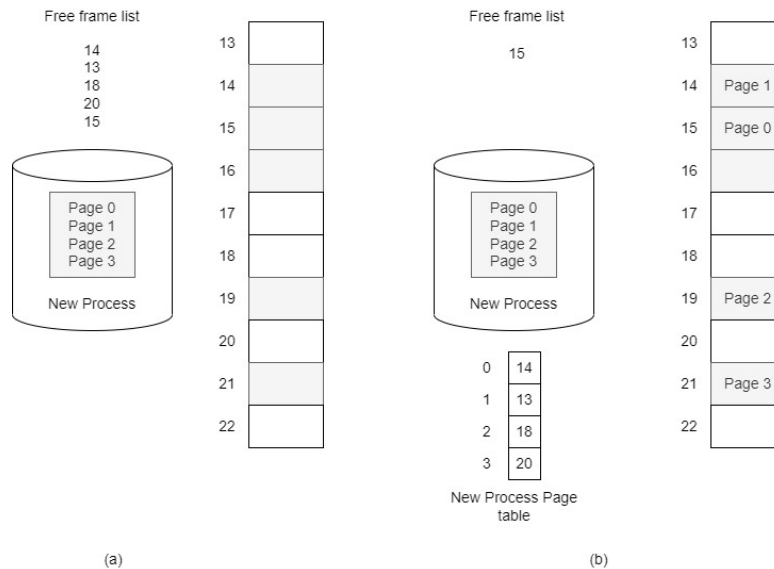 Free frame list
14
13
18
20
15
Page 0
Page 1
Page 2
Page 3
New Process
13
14
15
16
17
18
19
20
21
22
(a)
Free frame list
15
Page 0
Page 1
Page 2
Page 3
New Process
0 14
1 13
2 18
3 20
New Process Page
table
13
14 Page 1
15 Page 0
16
17
18
19 Page 2
20
21 Page 3
22
(b)